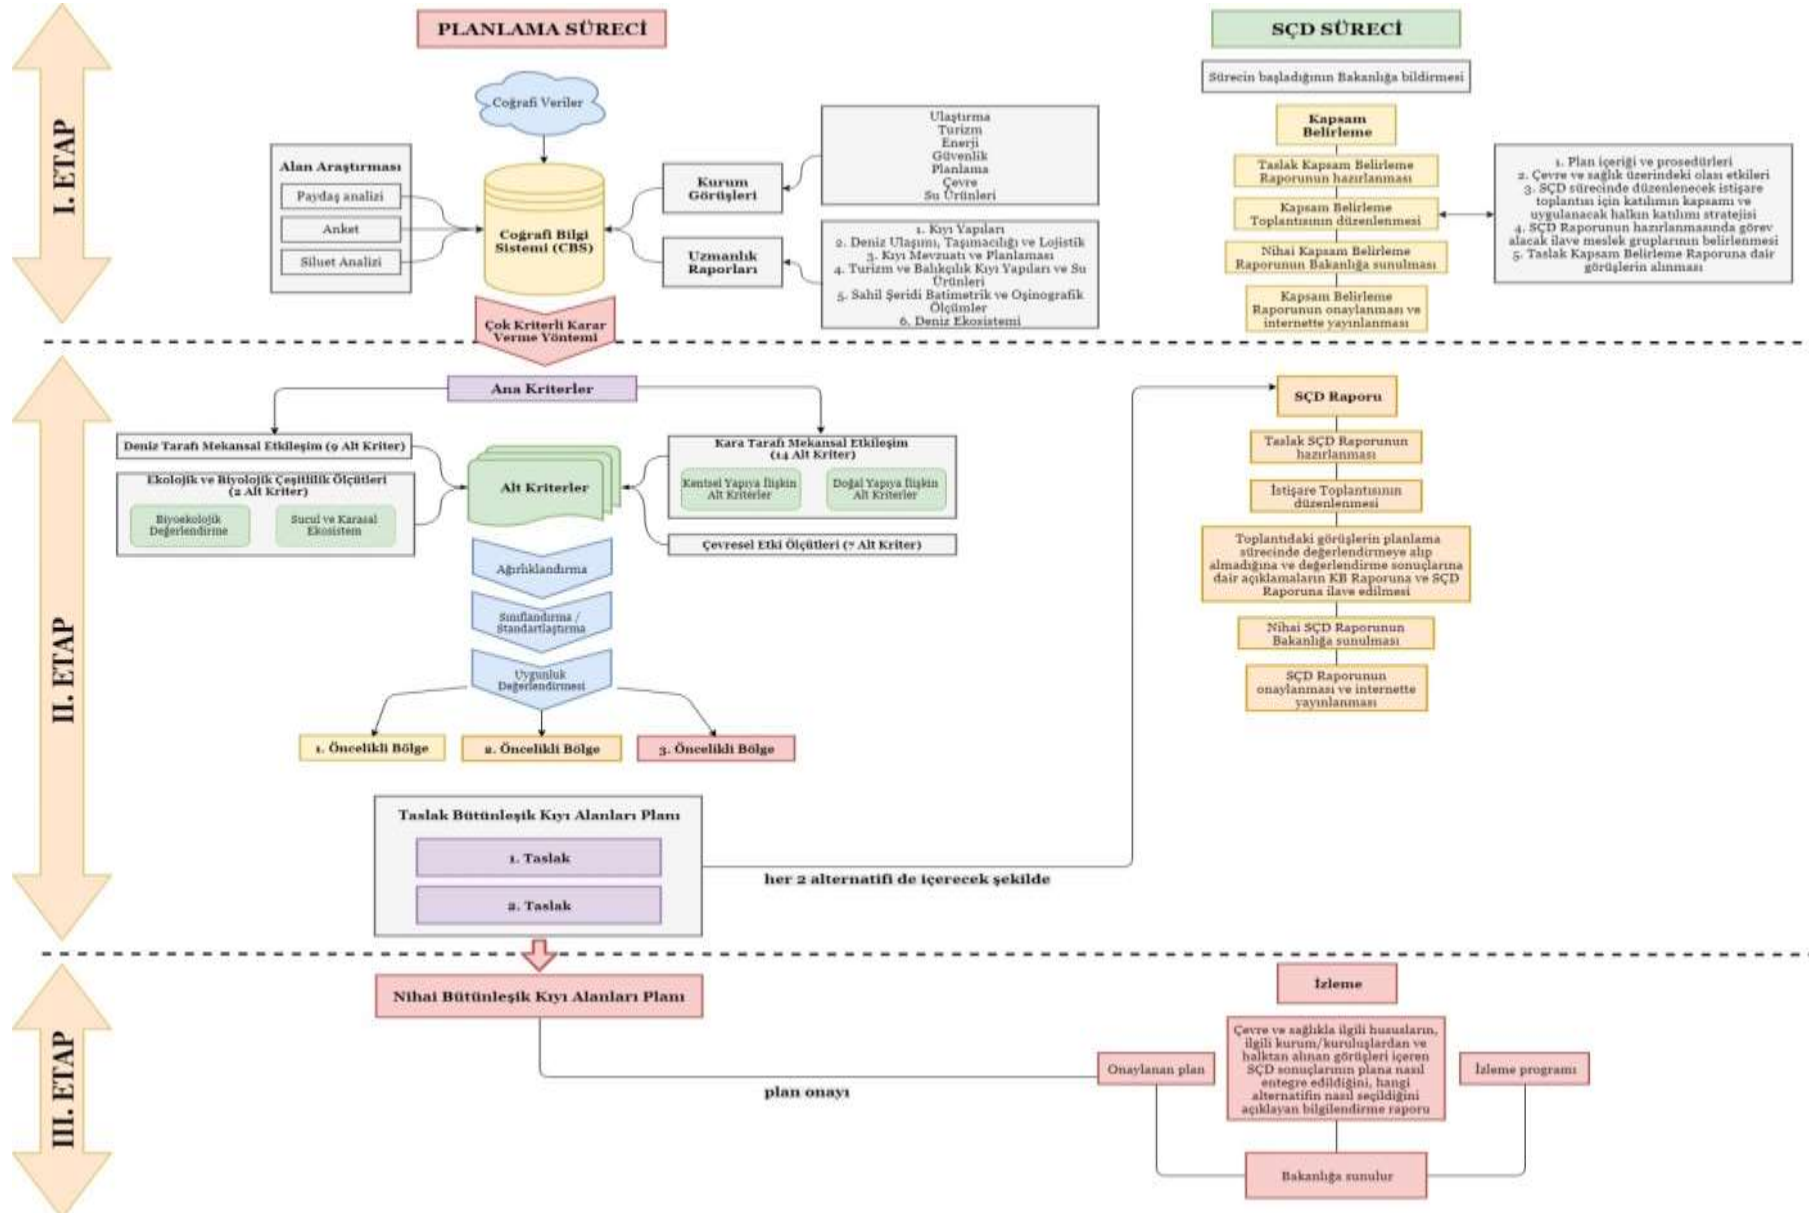 I. ETAP
PLANLAMA SÜRECİ
SÇD SÜRECİ
Sürecin başladığının Bakanlığa bildirmesi
Coğrafi Veriler
Alan Araştırması
Paydaş analizi
Anket
Siluet Analizi
Coğrafi Bilgi
Sistemi (CBS)
Kurum
Görüşleri
Uzmanlık
Raporları
Ulaştırma
Turizm
Enerji
Güvenlik
Planlama
Çevre
Su Ürünleri
1. Kıyı Yapıları
2. Deniz Ulaşımı, Taşımacılığı ve Lojistik
3. Kıyı Mevzuatı ve Planlaması
4. Turizm ve Balıkçılık Kıyı Yapıları ve Su
Ürünleri
5. Sahil Şeridi Batimetrik ve Oşinografik
Ölçümler
6. Deniz Ekosistemi
Çok Kriterli Karar
Verme Yöntemi
Kapsam
Belirleme
Taslak Kapsam Belirleme
Raporunun hazırlanması
Kapsam Belirleme
Toplantısının düzenlenmesi
Nihai Kapsam Belirleme
Raporunun Bakanlığa sunulması
Kapsam Belirleme
Raporunun onaylanması ve
internette yayınlanması
1. Plan içeriği ve prosedürleri
2. Çevre ve sağlık üzerindeki olası etkileri
3. SÇD sürecinde düzenlenecek istişare
toplantısı için katılımın kapsamı ve
uygulanacak halkın katılımı stratejisi
4. SÇD Raporunun hazırlanmasında görev
alacak ilave meslek gruplarının belirlenmesi
5. Taslak Kapsam Belirleme Raporuna dair
görüşlerin alınması
II. ETAP
Ana Kriterler
Deniz Tarafı Mekansal Etkileşim (9 Alt Kriter)
Ekolojik ve Biyolojik Çeşitlilik Ölçütleri
(2 Alt Kriter)
Biyoekolojik
Değerlendirme
Sucul ve Karasal
Ekosistem
Alt Kriterler
Kara Tarafı Mekansal Etkileşim
(14 Alt Kriter)
Kentsel Yapıya İlişkin
Alt Kriterler
Doğal Yapıya İlişkin
Alt Kriterler
Çevresel Etki Ölçütleri (7 Alt Kriter)
Ağırlıklandırma
Sınıflandırma /
Standartlaştırma
Uygunluk
Değerlendirmesi
1. Öncelikli Bölge
2. Öncelikli Bölge
3. Öncelikli Bölge
Taslak Bütünleşik Kıyı Alanları Planı
1. Taslak
2. Taslak
her 2 alternatifi de içerecek şekilde
SÇD Raporu
Taslak SÇD Raporunun
hazırlanması
İstişare Toplantısının
düzenlenmesi
Toplantıdaki görüşlerin planlama
sürecinde değerlendirmeye alıp
almadığına ve değerlendirme sonuçlarına
dair açıklamaların KB Raporuna ve SÇD
Raporuna ilave edilmesi
Nihai SÇD Raporunun
Bakanlığa sunulması
SÇD Raporunun
onaylanması ve internette
yayınlanması
III. ETAP
Nihai Bütünleşik Kıyı Alanları Planı
plan onayı
İzleme
Onaylanan plan
Çevre ve sağlıkla ilgili hususların,
ilgili kurum/kuruluşlardan ve
halktan alınan görüşleri içeren
SÇD sonuçlarının plana nasıl
entegre edildiğini, hangi
alternatifin nasıl seçildiğini
açıklayan bilgilendirme raporu
İzleme programı
Bakanlığa sunulur